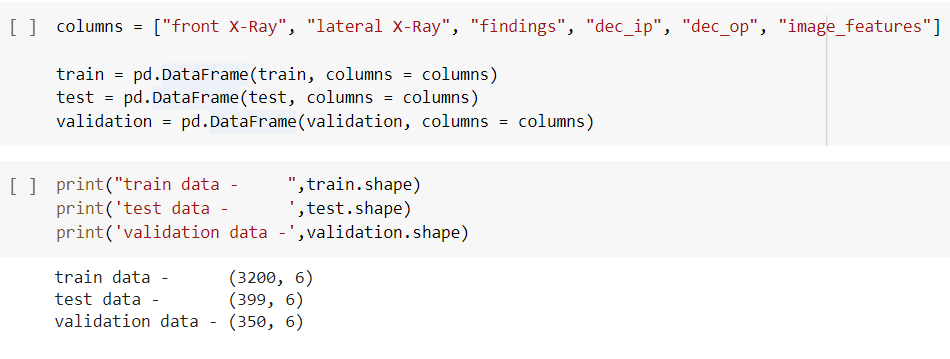 [ ] columns = ["front X-Ray", "lateral X-Ray", "findings", "dec_ip", "dec_op", "image_features"]
train = pd.DataFrame(train, columns = columns)
test = pd.DataFrame(test, columns = columns)
validation = pd.DataFrame(validation, columns = columns)
[ ] print("train data -     ",train.shape)
print('test data -      ',test.shape)
print('validation data -',validation.shape)
train data -      (3200, 6)
test data -       (399, 6)
validation data - (350, 6)